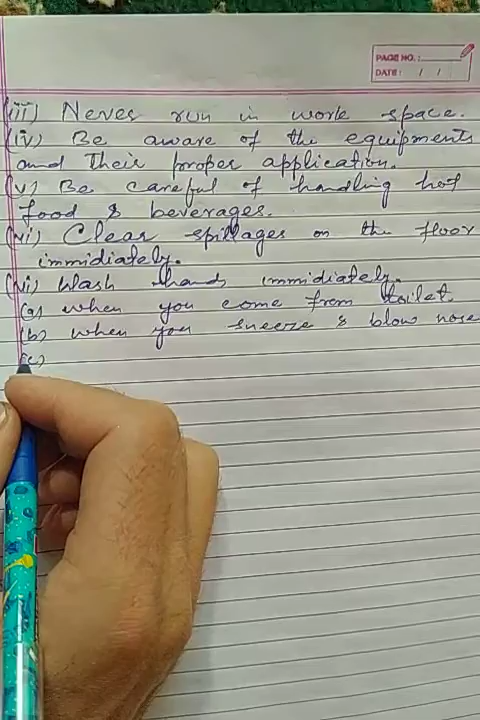 PAGE NO.:
DATE: / /
(iii) Never run in work space.
(iv) Be aware of the equipments
and their proper application.
(v) Be careful of handling hot
food & beverages.
(vi) Clear spillages on the floor
immidiately.
(vii) Wash hands immidiately.
(a) when you come from toilet
(b) when you sneeze & blow nose
(c)